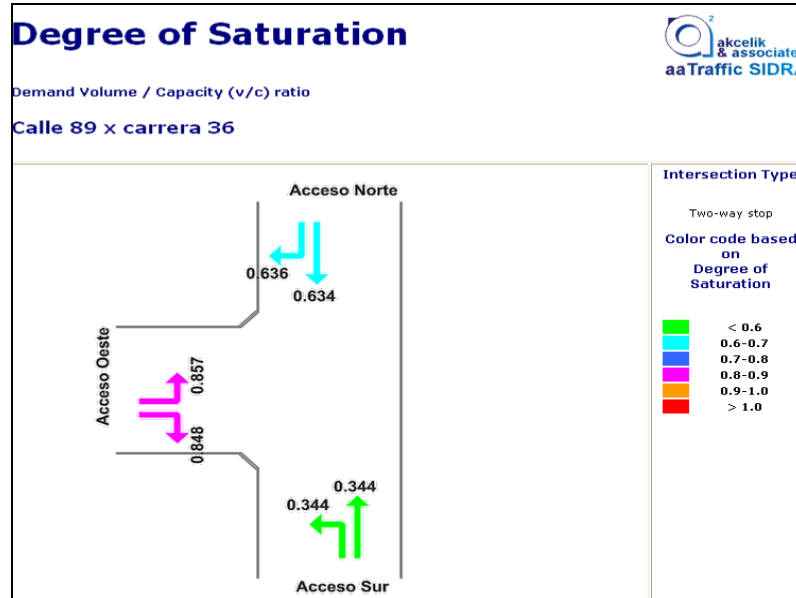 Degree of Saturation
Demand Volume / Capacity (v/c) ratio
Calle 89 x carrera 36
2
akcelik
& associate
aaTraffic SIDRA
Acceso Norte
0.636
0.634
Acceso Oeste
0.857
0.848
0.344
0.344
Acceso Sur
Intersection Type
Two-way stop
Color code based
on
Degree of
Saturation
< 0.6
0.6-0.7
0.7-0.8
0.8-0.9
0.9-1.0
> 1.0